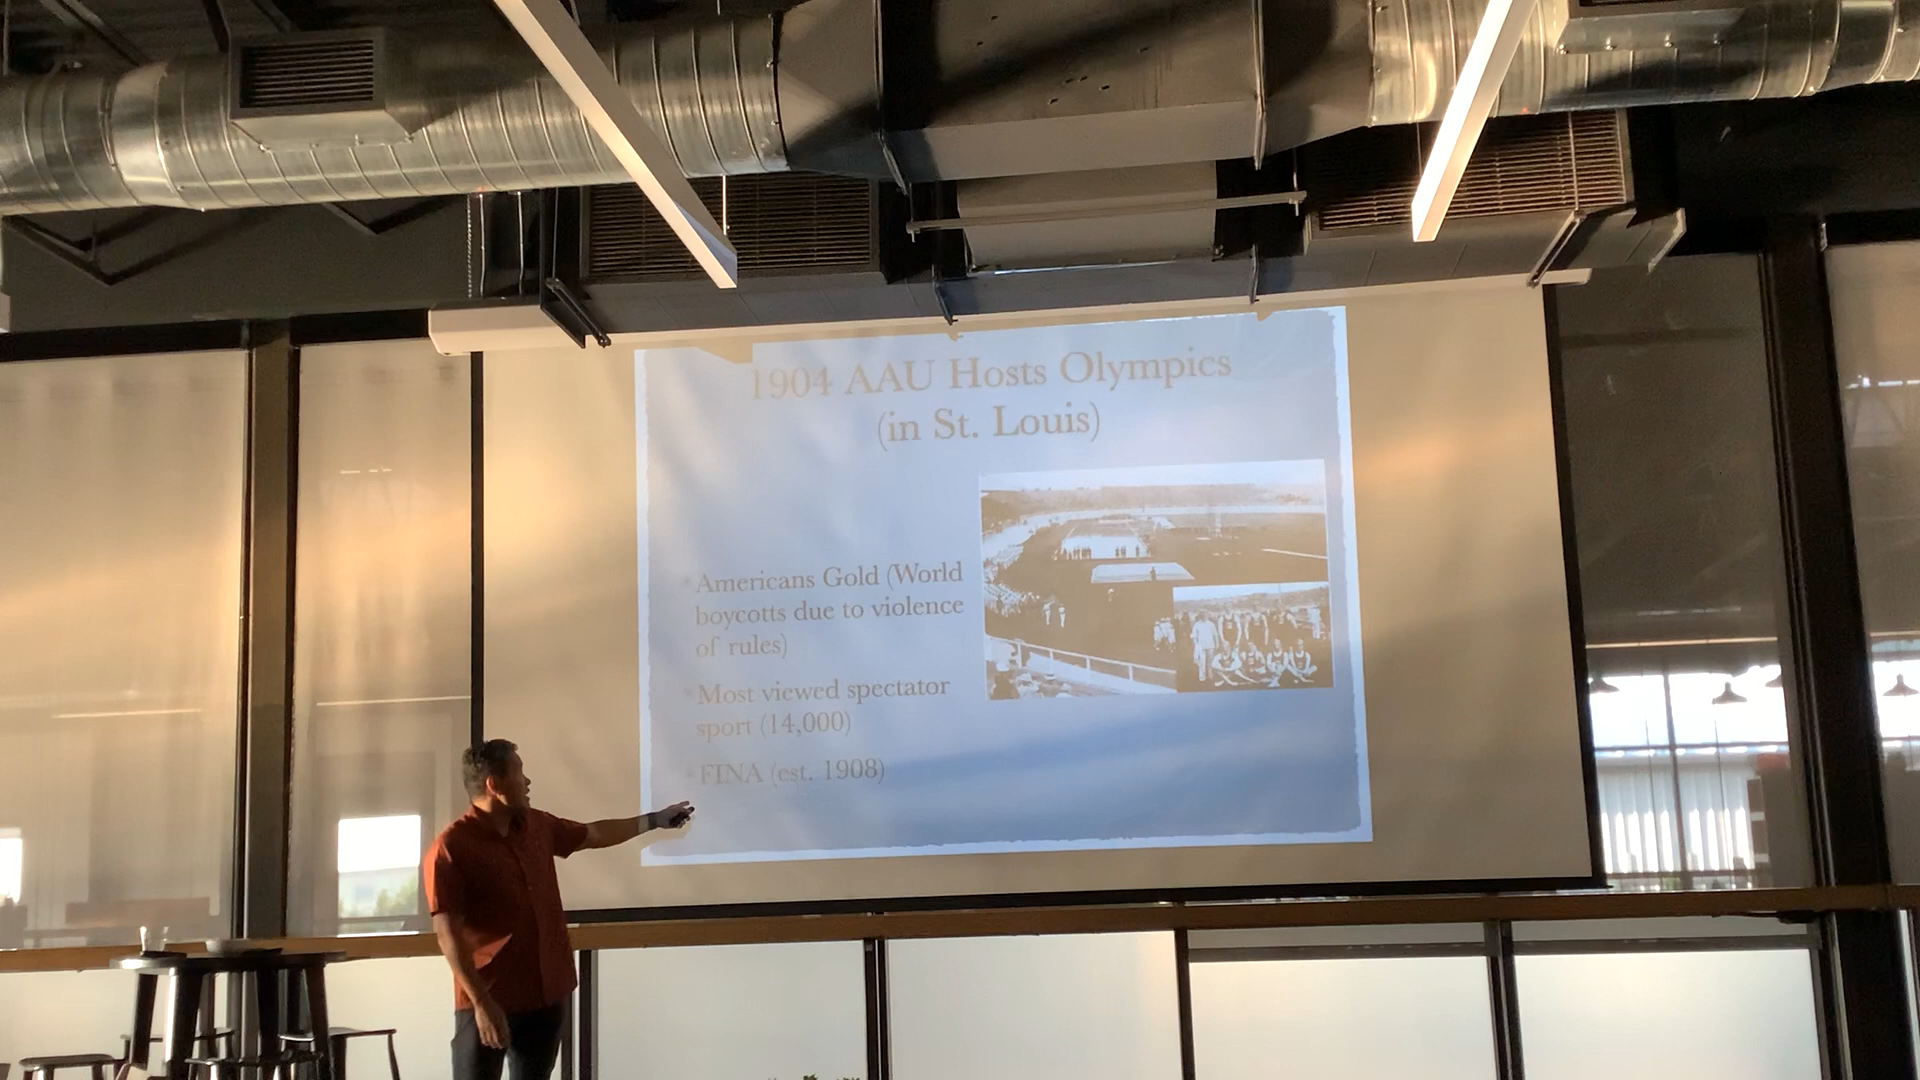 1904 AAU Hosts Olympics
(in St. Louis)
Americans Gold (World
boycotts due to violence
of rules)
Most viewed spectator
sport (14,000)
FINA (est. 1908)